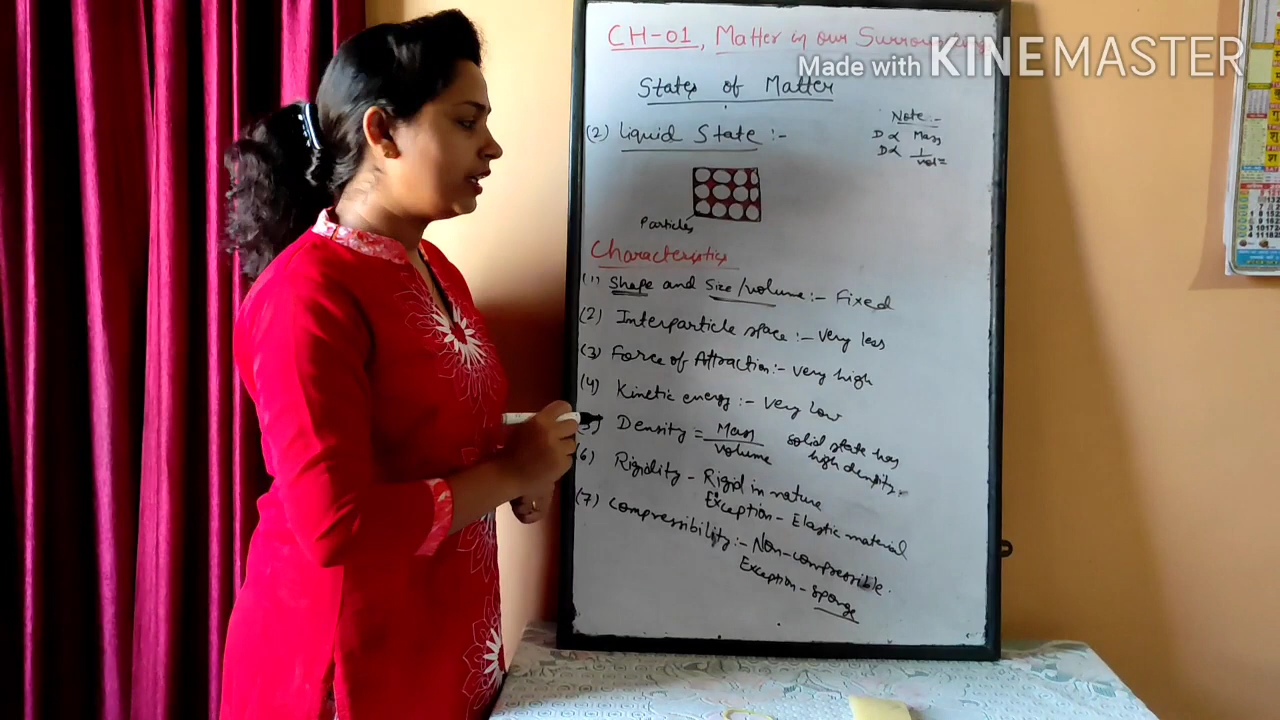 CH-01, Matter in our Surroundings
Made with KINEMASTER
States of Matter
Note:-
D ∝ Mass
D ∝ 1/vol=
(2) Liquid State :-
Particles
Characteristics
(1) Shape and Size/volume :- Fixed
(2) Interparticle space :- very less
(3) Force of Attraction :- very high
(4) Kinetic energy :- very low
(5) Density = Mass/volume solid state has
high density.
(6) Rigidity - Rigid in nature
Exception - Elastic material
(7) Compressibility :- Non-compressible.
Exception - Sponge